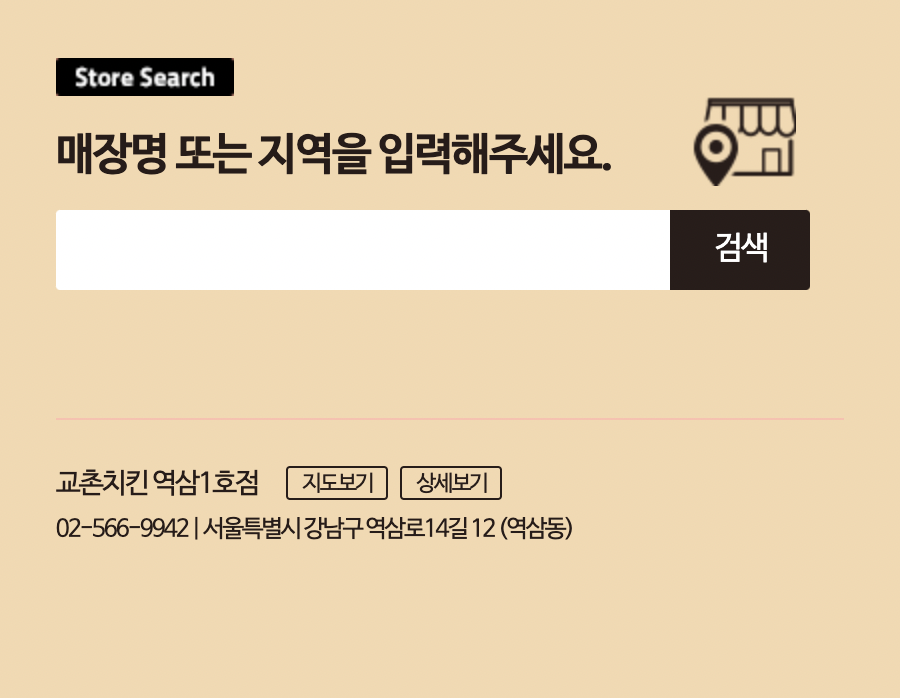 Store Search
매장명 또는 지역을 입력해주세요.
검색
교촌치킨 역삼1호점 지도보기 상세보기
02-566-9942 | 서울특별시 강남구 역삼로14길 12 (역삼동)